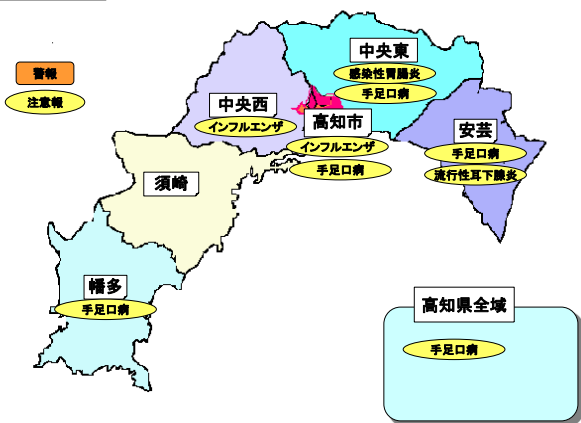 警報
注意報
中央東
感染性胃腸炎
手足口病
中央西
インフルエンザ
高知市
インフルエンザ
手足口病
安芸
手足口病
流行性耳下腺炎
須崎
幡多
手足口病
高知県全域
手足口病